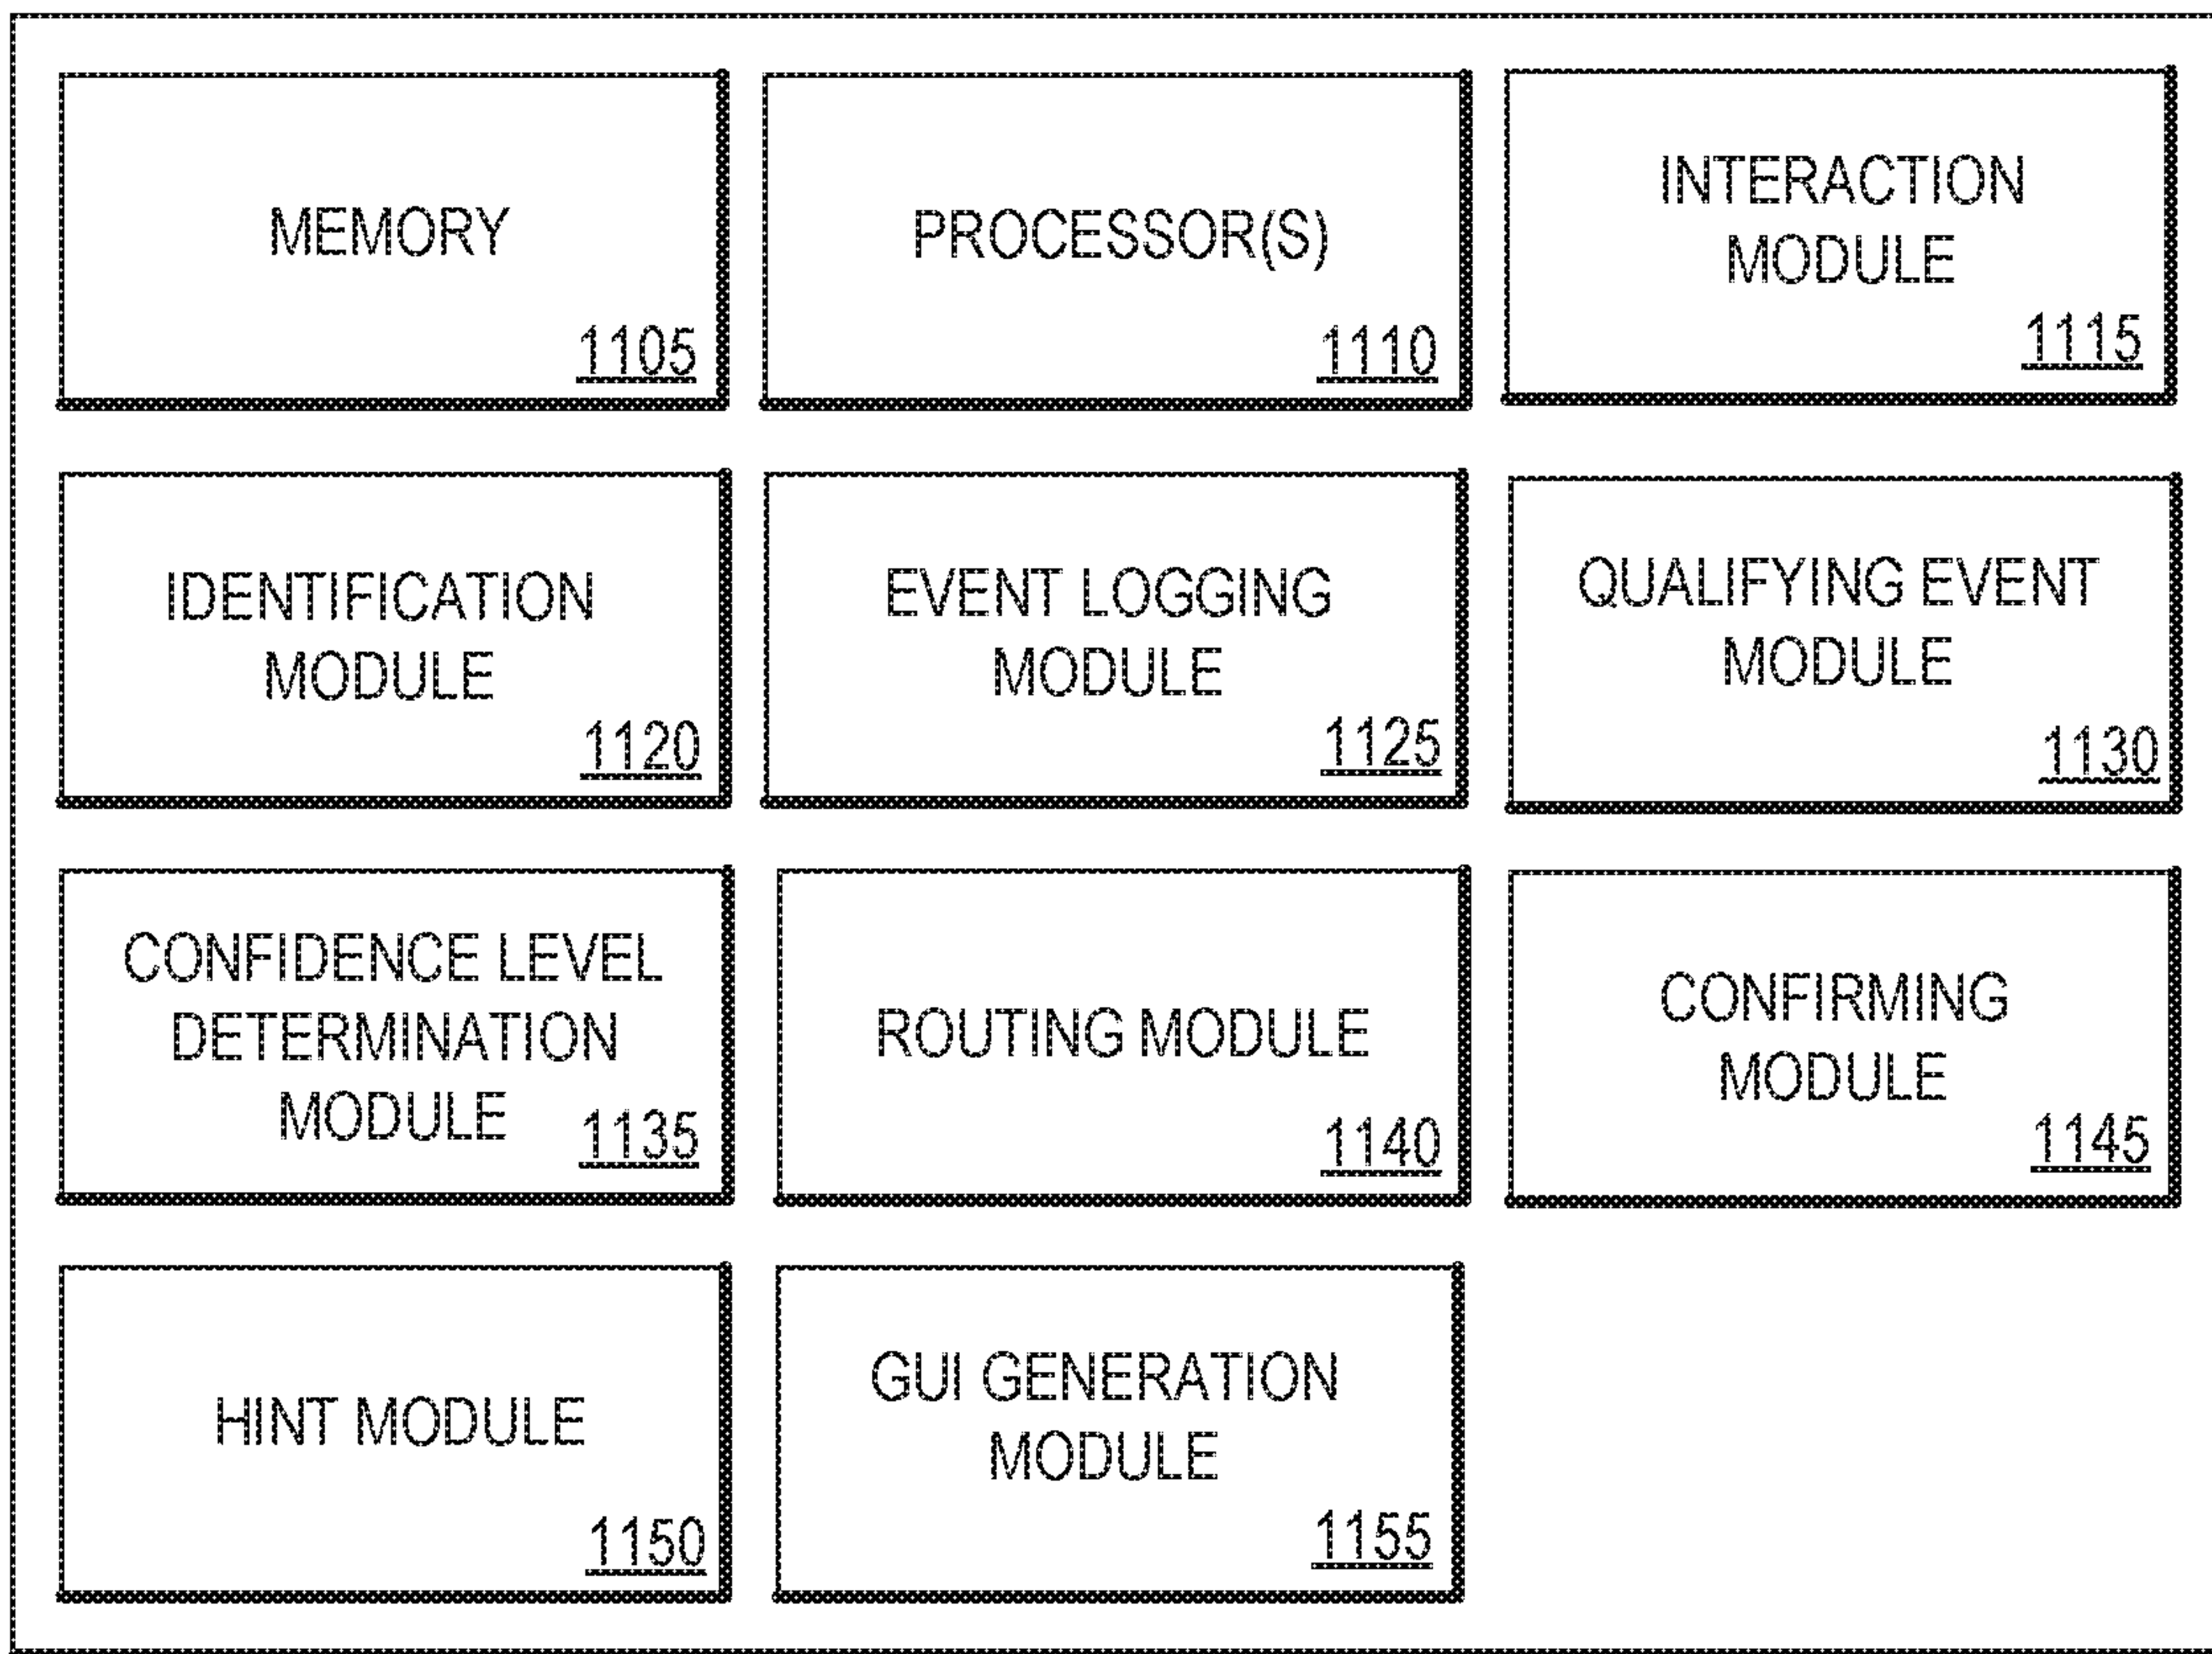 MEMORY
1105
PROCESSOR(S)
1110
INTERACTION
MODULE
1115
IDENTIFICATION
MODULE
1120
EVENT LOGGING
MODULE
1125
QUALIFYING EVENT
MODULE
1130
CONFIDENCE LEVEL
DETERMINATION
MODULE
1135
ROUTING MODULE
1140
CONFIRMING
MODULE
1145
HINT MODULE
1150
GUI GENERATION
MODULE
1155